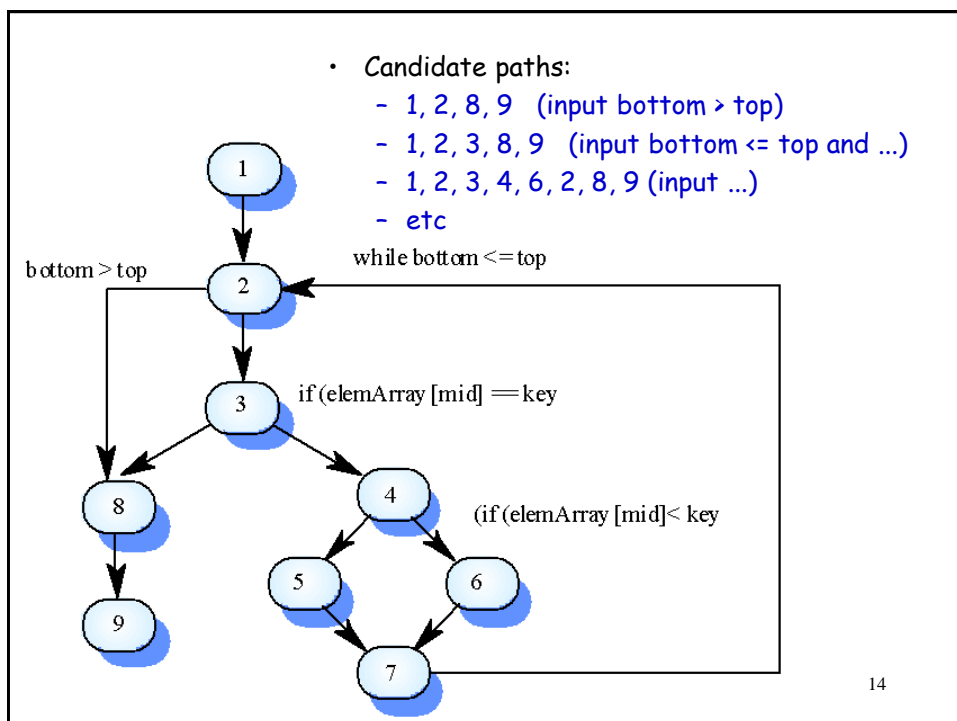 • Candidate paths:
– 1, 2, 8, 9 (input bottom > top)
– 1, 2, 3, 8, 9 (input bottom <= top and ...)
– 1, 2, 3, 4, 6, 2, 8, 9 (input ...)
– etc
1
while bottom <= top
bottom > top
2
3
if (elemArray [mid] == key
8
4
(if (elemArray [mid]< key
5
6
9
7
14